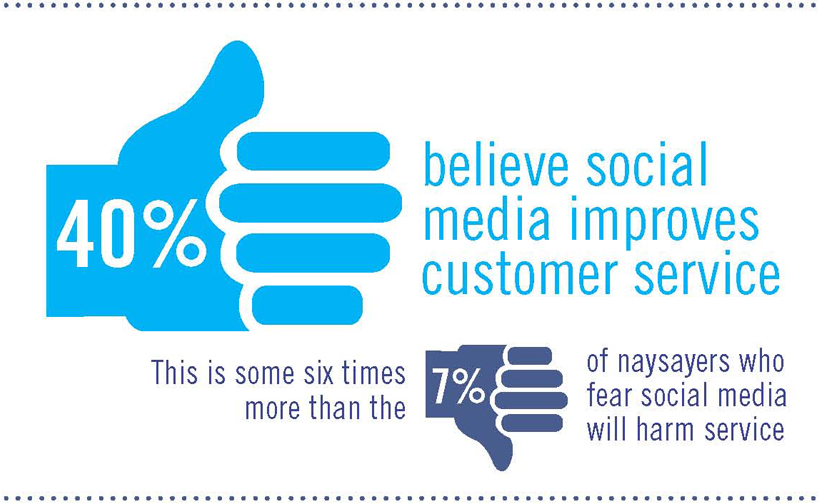 40%
believe social
media improves
customer service
This is some six times
more than the
7%
of naysayers who
fear social media
will harm service